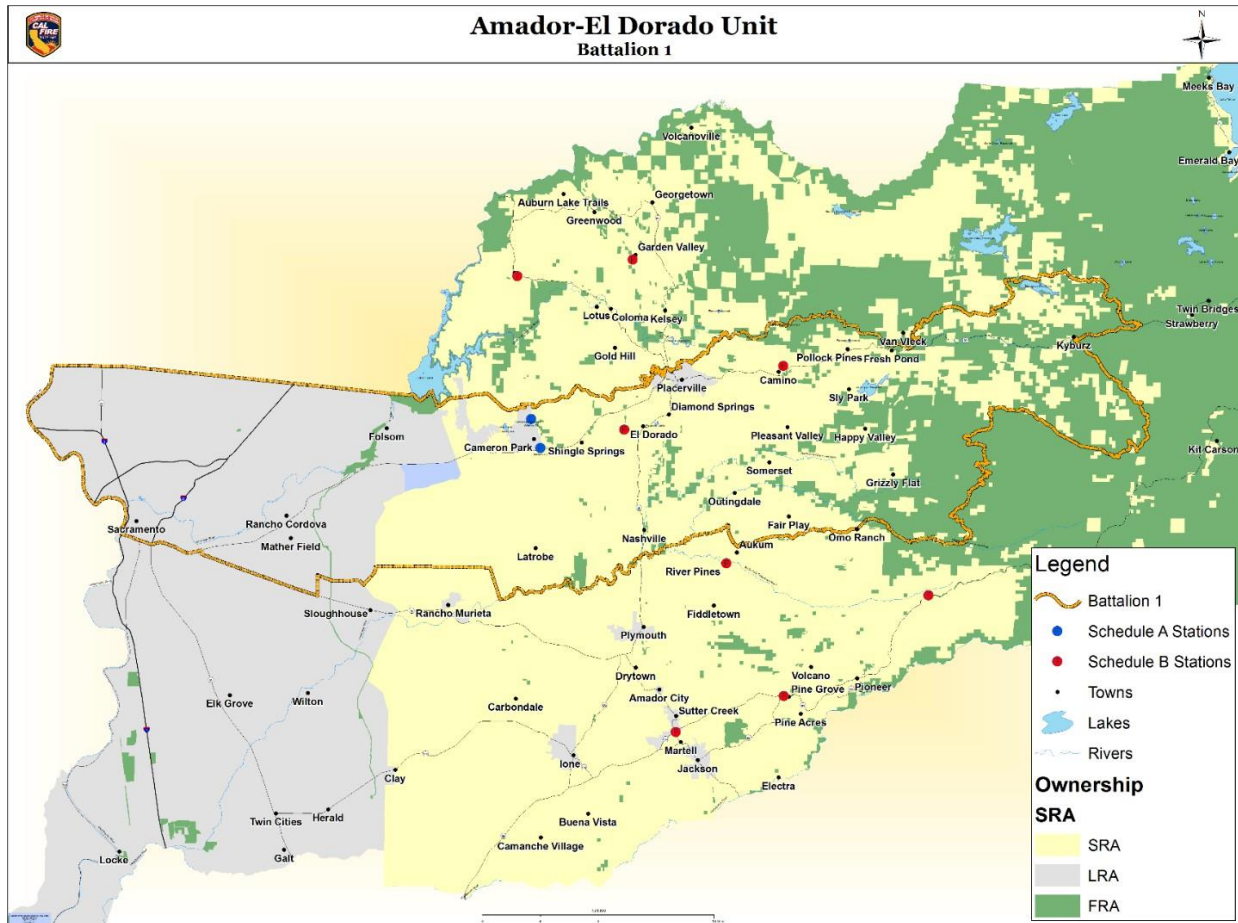 Amador-El Dorado Unit
Battalion 1
CAL
FIRE
N
Meeks Bay
Volcanoville
Emerald Bay
Auburn Lake Trails
Georgetown
Greenwood
Garden Valley
Lotus
Coloma
Kelsey
Twin Bridges
Strawberry
Van Vleck
Gold Hill
Pollock Pines
Fresh Pond
Kyburz
Camino
Placerville
Sly Park
Diamond Springs
Folsom
El Dorado
Pleasant Valley
Happy Valley
Cameron Park
Shingle Springs
Kit Carson
Somerset
Grizzly Flat
Outingdale
Sacramento
Rancho Cordova
Fair Play
Mather Field
Nashville
Omo Ranch
Latrobe
Aukum
River Pines
Sloughhouse
Rancho Murieta
Fiddletown
Plymouth
Drytown
Volcano
Pioneer
Elk Grove
Wilton
Carbondale
Amador City
Pine Grove
Sutter Creek
Pine Acres
Martell
Ione
Jackson
Clay
Electra
Twin Cities
Herald
Buena Vista
Camanche Village
Locke
Galt
Legend
Battalion 1
Schedule A Stations
Schedule B Stations
Towns
Lakes
Rivers
Ownership
SRA
SRA
LRA
FRA